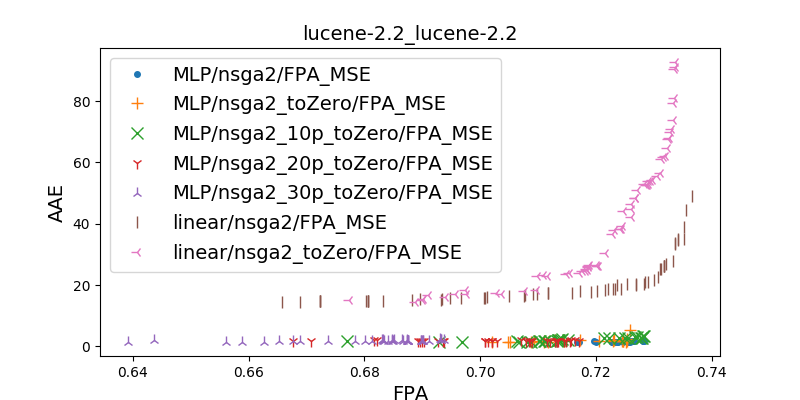 lucene-2.2_lucene-2.2
MLP/nsga2/FPA_MSE
MLP/nsga2_toZero/FPA_MSE
MLP/nsga2_10p_toZero/FPA_MSE
MLP/nsga2_20p_toZero/FPA_MSE
MLP/nsga2_30p_toZero/FPA_MSE
linear/nsga2/FPA_MSE
linear/nsga2_toZero/FPA_MSE
AAE
80
60
40
20
0
0.64 0.66 0.68 0.70 0.72 0.74
FPA